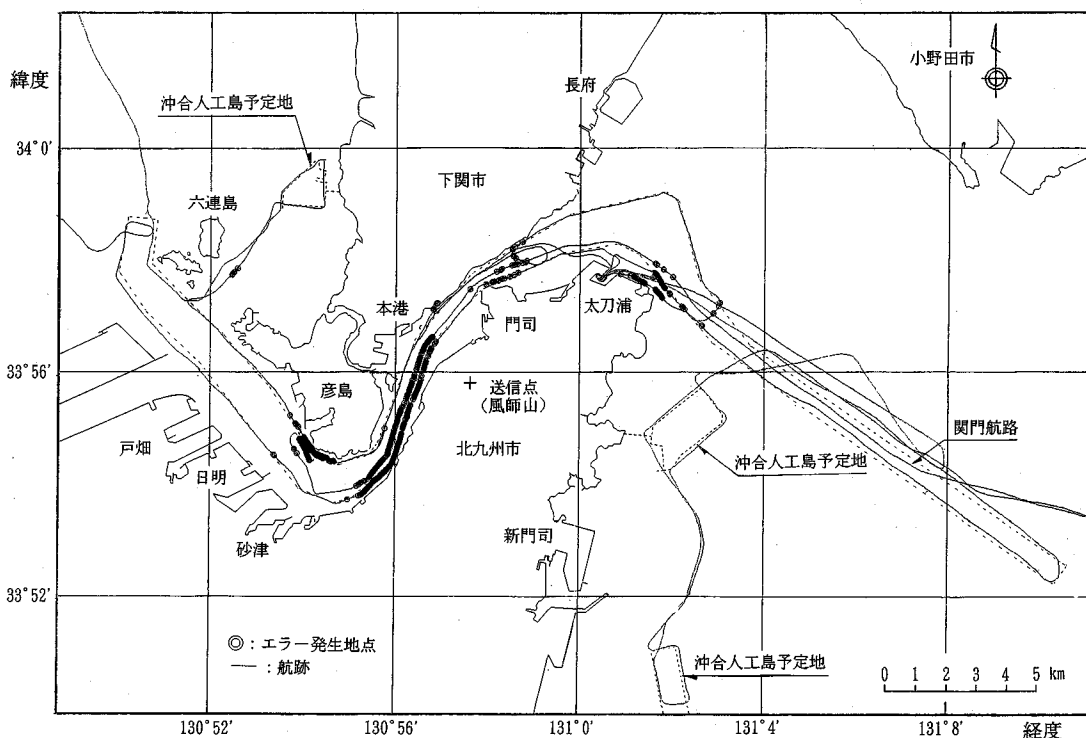 緯度
小野田市
長府
沖合人工島予定地
34°0′
下関市
六連島
本港
門司
太刀浦
33°56′
彦島
送信点
(風師山)
戸畑
日明
北九州市
関門航路
沖合人工島予定地
砂津
新門司
33°52′
◎:エラー発生地点
―:航跡
沖合人工島予定地
0 1 2 3 4 5 km
130°52′ 130°56′ 131°0′ 131°4′ 131°8′ 経度